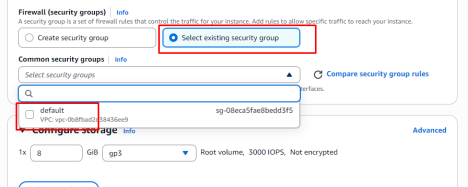 Firewall (security groups) Info
A security group is a set of firewall rules that control the traffic for your instance. Add rules to allow specific traffic to reach your instance.
Create security group
Select existing security group
Common security groups Info
Select security groups
Compare security group rules
erfaces.
default sg-08eca5fae8bedd3f5
VPC: vpc-0b8fbad2c38436ee9
Configure storage Info Advanced
1x 8 GiB gp3 Root volume, 3000 IOPS, Not encrypted